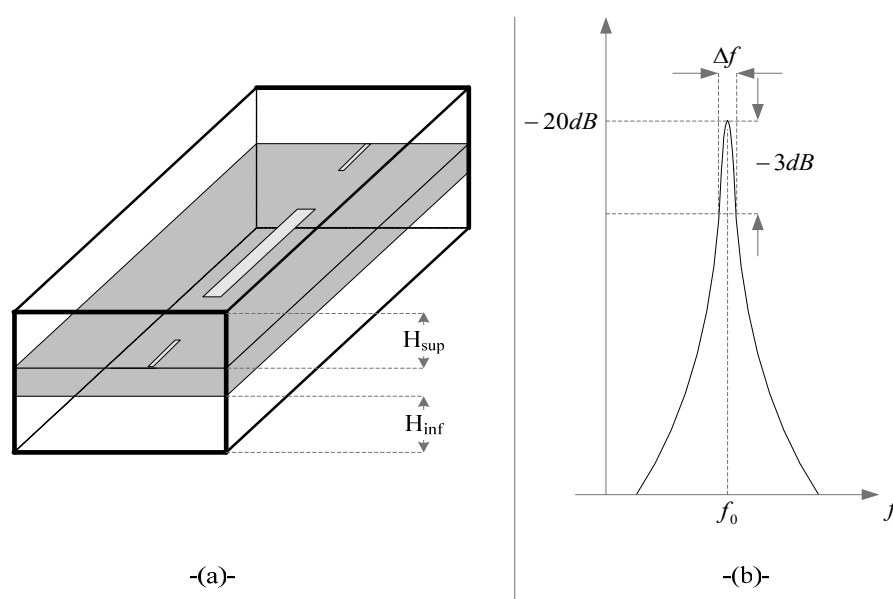 H_sup
H_inf
-(a)-
Δf
−20dB
−3dB
f_0
f
-(b)-